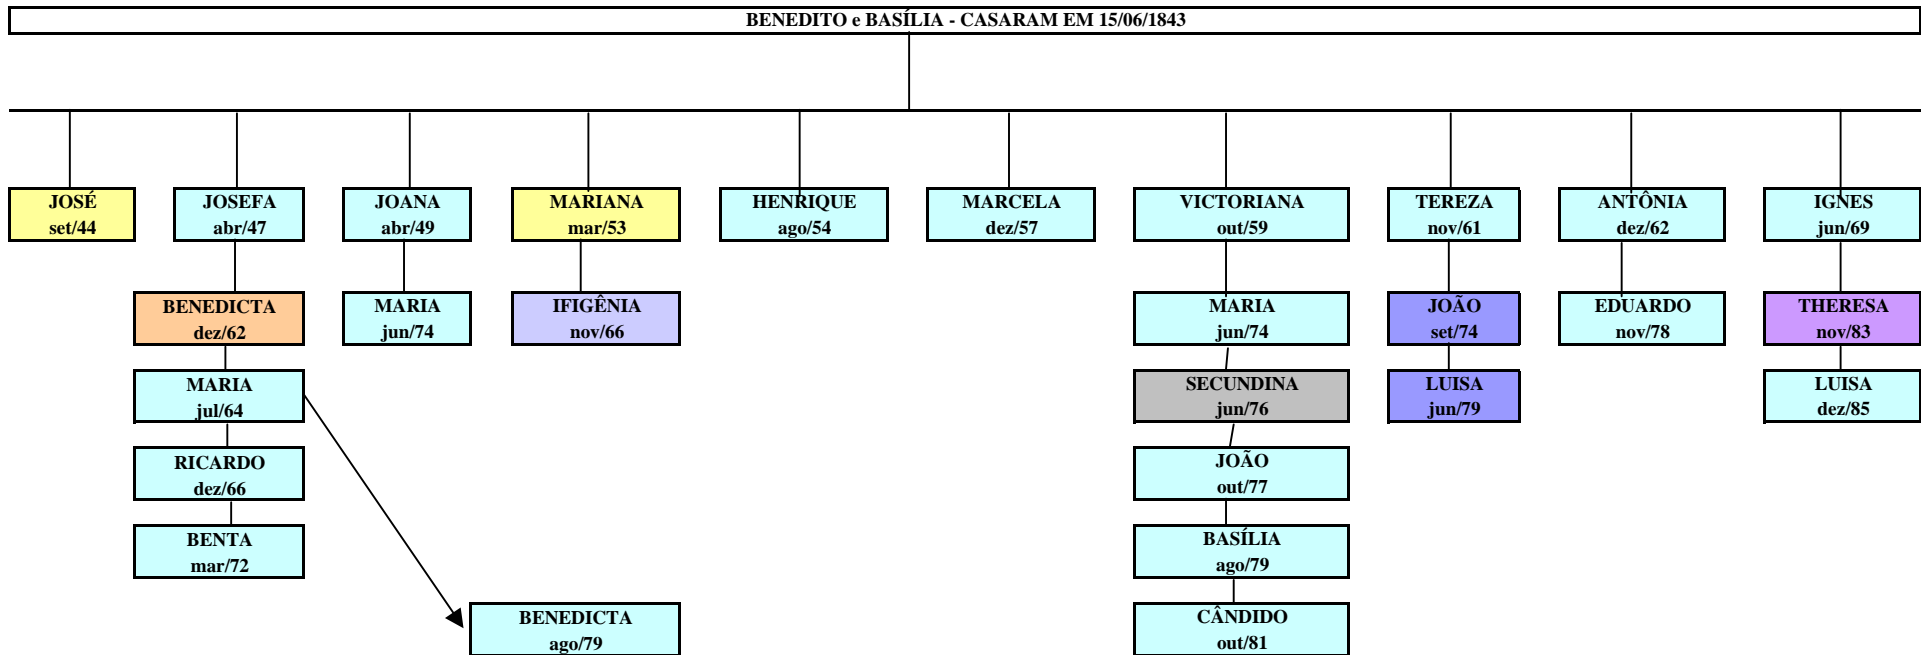 BENEDITO e BASÍLIA - CASARAM EM 15/06/1843
JOSÉ
set/44
JOSEFA
abr/47
JOANA
abr/49
MARIANA
mar/53
HENRIQUE
ago/54
MARCELA
dez/57
VICTORIANA
out/59
TEREZA
nov/61
ANTÔNIA
dez/62
IGNES
jun/69
BENEDICTA
dez/62
MARIA
jun/74
IFIGÊNIA
nov/66
MARIA
jun/74
JOÃO
set/74
EDUARDO
nov/78
THERESA
nov/83
MARIA
jul/64
SECUNDINA
jun/76
LUISA
jun/79
LUISA
dez/85
RICARDO
dez/66
JOÃO
out/77
BENTA
mar/72
BASÍLIA
ago/79
BENEDICTA
ago/79
CÂNDIDO
out/81